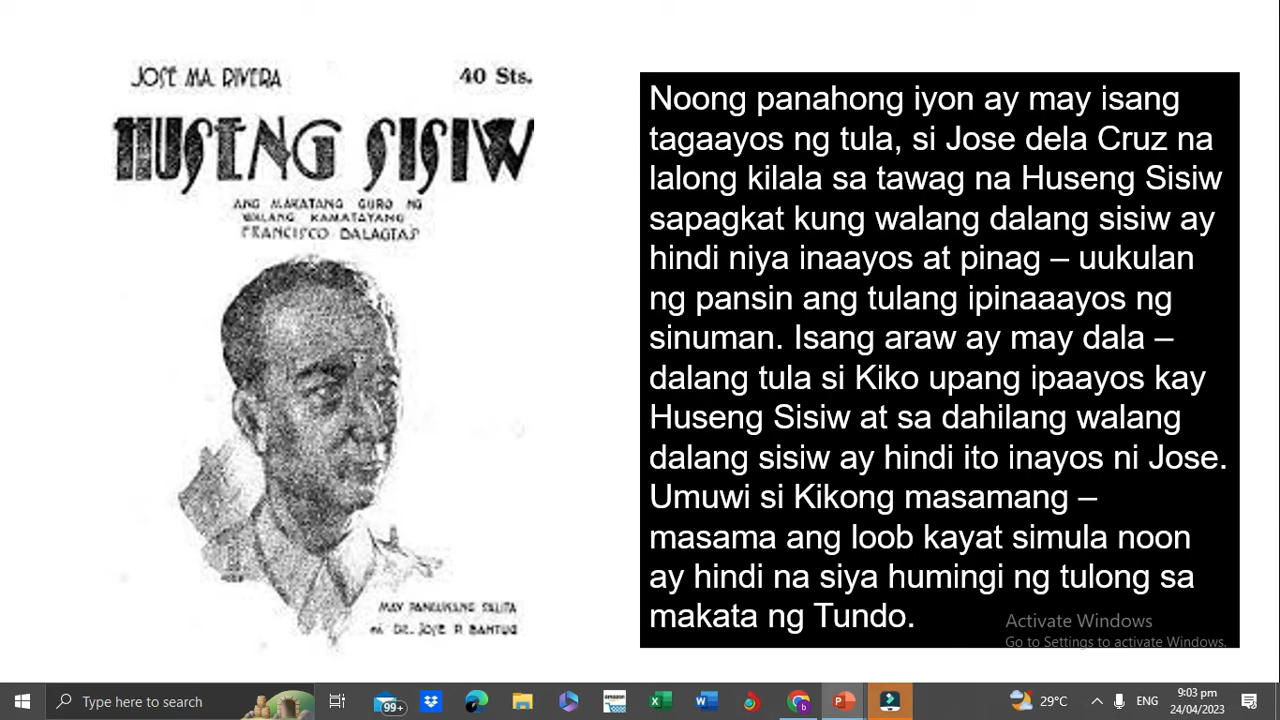 JOSE MA. RIVERA
40 Sts.
HUSENG SISIW
ANG MAKATANG GURO NG
WALANG KAMATAYANG
FRANCISCO BALAGTAS
MAY PANGUNANG SALITA
ni DR. JOSE P. BANTUG
Noong panahong iyon ay may isang
tagaayos ng tula, si Jose dela Cruz na
lalong kilala sa tawag na Huseng Sisiw
sapagkat kung walang dalang sisiw ay
hindi niya inaayos at pinag – uukulan
ng pansin ang tulang ipinaaayos ng
sinuman. Isang araw ay may dala –
dalang tula si Kiko upang ipaayos kay
Huseng Sisiw at sa dahilang walang
dalang sisiw ay hindi ito inayos ni Jose.
Umuwi si Kikong masamang –
masama ang loob kayat simula noon
ay hindi na siya humingi ng tulong sa
makata ng Tundo.
Activate Windows
Go to Settings to activate Windows.
Type here to search
99+
amazon
29°C
ENG
9:03 pm
24/04/2023